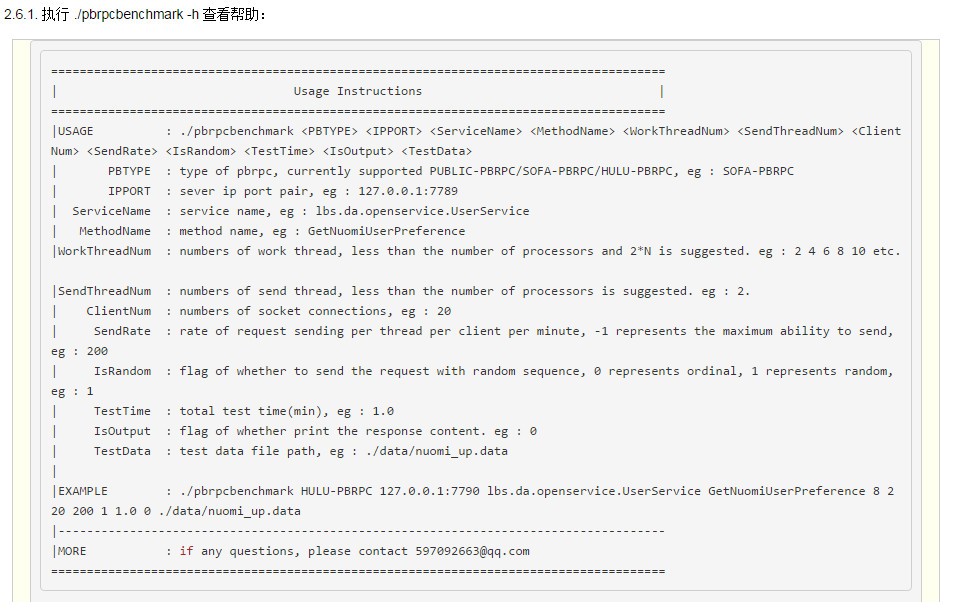 2.6.1. 执行 ./pbrpcbenchmark -h 查看帮助：
======================================================================================
|                                 Usage Instructions                                 |
======================================================================================
|USAGE          : ./pbrpcbenchmark <PBTYPE> <IPPORT> <ServiceName> <MethodName> <WorkThreadNum> <SendThreadNum> <Client
Num> <SendRate> <IsRandom> <TestTime> <IsOutput> <TestData>
|       PBTYPE  : type of pbrpc, currently supported PUBLIC-PBRPC/SOFA-PBRPC/HULU-PBRPC, eg : SOFA-PBRPC
|       IPPORT  : sever ip port pair, eg : 127.0.0.1:7789
|  ServiceName  : service name, eg : lbs.da.openservice.UserService
|   MethodName  : method name, eg : GetNuomiUserPreference
|WorkThreadNum  : numbers of work thread, less than the number of processors and 2*N is suggested. eg : 2 4 6 8 10 etc.
|SendThreadNum  : numbers of send thread, less than the number of processors is suggested. eg : 2.
|    ClientNum  : numbers of socket connections, eg : 20
|     SendRate  : rate of request sending per thread per client per minute, -1 represents the maximum ability to send,
eg : 200
|     IsRandom  : flag of whether to send the request with random sequence, 0 represents ordinal, 1 represents random,
eg : 1
|     TestTime  : total test time(min), eg : 1.0
|     IsOutput  : flag of whether print the response content. eg : 0
|     TestData  : test data file path, eg : ./data/nuomi_up.data
|
|EXAMPLE        : ./pbrpcbenchmark HULU-PBRPC 127.0.0.1:7790 lbs.da.openservice.UserService GetNuomiUserPreference 8 2
20 200 1 1.0 0 ./data/nuomi_up.data
|-------------------------------------------------------------------------------------
|MORE           : if any questions, please contact 597092663@qq.com
======================================================================================